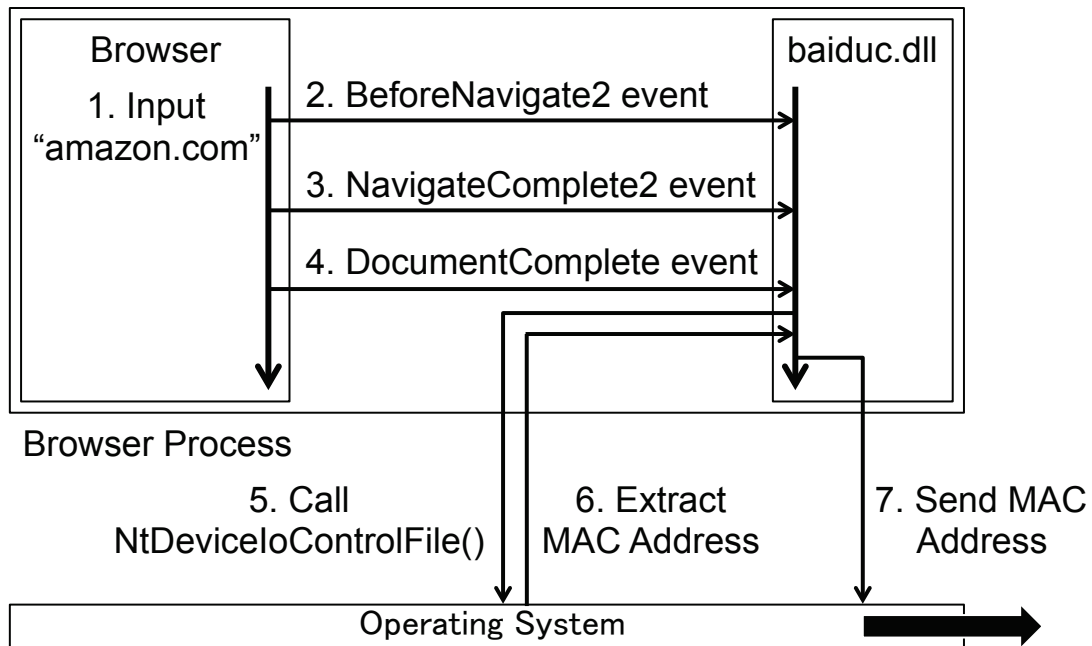 Browser
baiduc.dll
1. Input
“amazon.com”
2. BeforeNavigate2 event
3. NavigateComplete2 event
4. DocumentComplete event
Browser Process
5. Call
NtDeviceIoControlFile()
6. Extract
MAC Address
7. Send MAC
Address
Operating System